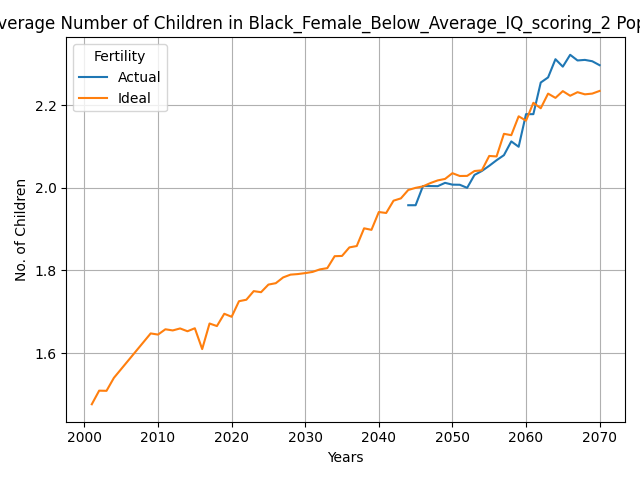 verage Number of Children in Black_Female_Below_Average_IQ_scoring_2 Pop
Fertility
Actual
Ideal
No. of Children
2.2
2.0
1.8
1.6
2000 2010 2020 2030 2040 2050 2060 2070
Years